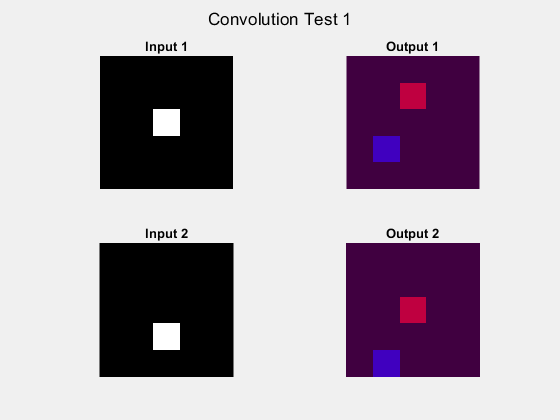 Convolution Test 1
Input 1
Output 1
Input 2
Output 2